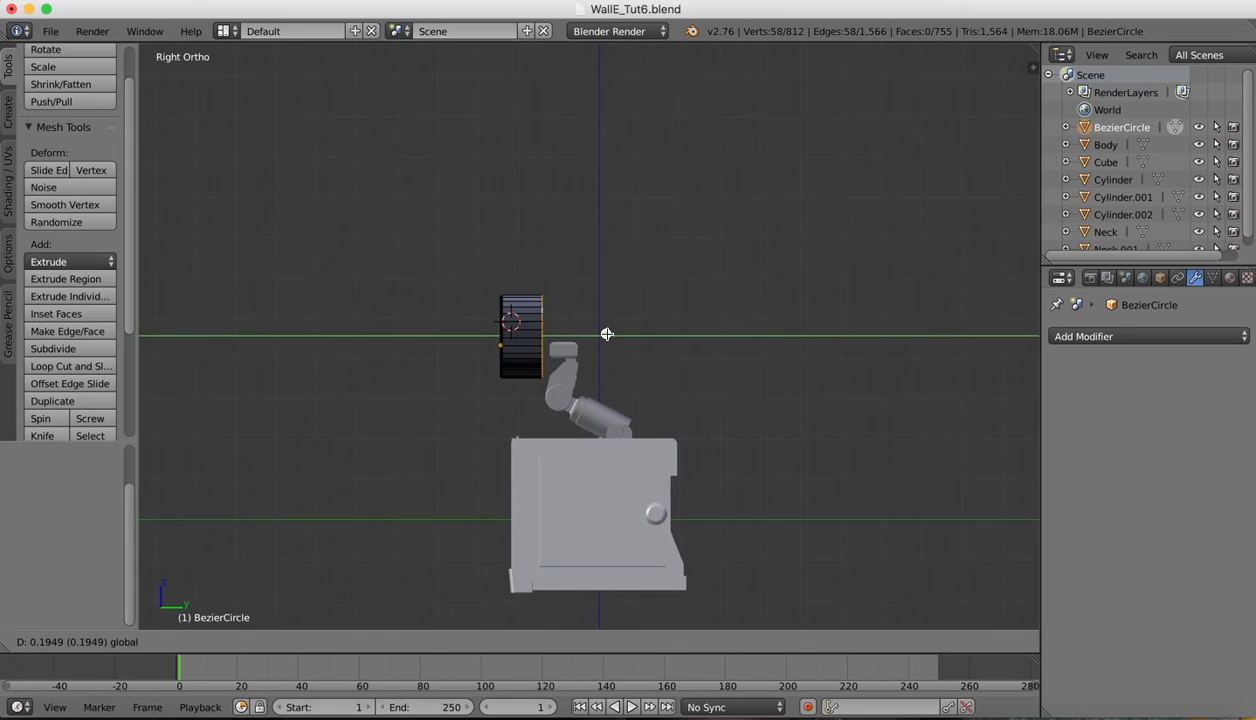 WallE_Tut6.blend
File Render Window Help Default Scene Blender Render v2.76 | Verts:58/812 | Edges:58/1,566 | Faces:0/755 | Tris:1,564 | Mem:18.06M | BezierCircle
Tools
Create
Shading / UVs
Options
Grease Pencil
Rotate
Scale
Shrink/Fatten
Push/Pull
Mesh Tools
Deform:
Slide Ed Vertex
Noise
Smooth Vertex
Randomize
Add:
Extrude
Extrude Region
Extrude Individ...
Inset Faces
Make Edge/Face
Subdivide
Loop Cut and Sl...
Offset Edge Slide
Duplicate
Spin Screw
Knife Select
Right Ortho
z
y
(1) BezierCircle
D: 0.1949 (0.1949) global
View Search All Scenes
Scene
RenderLayers
World
BezierCircle
Body
Cube
Cylinder
Cylinder.001
Cylinder.002
Neck
Neck.001
BezierCircle
Add Modifier
-40 -20 0 20 40 60 80 100 120 140 160 180 200 220 240 260 280
View Marker Frame Playback Start: 1 End: 250 1 No Sync